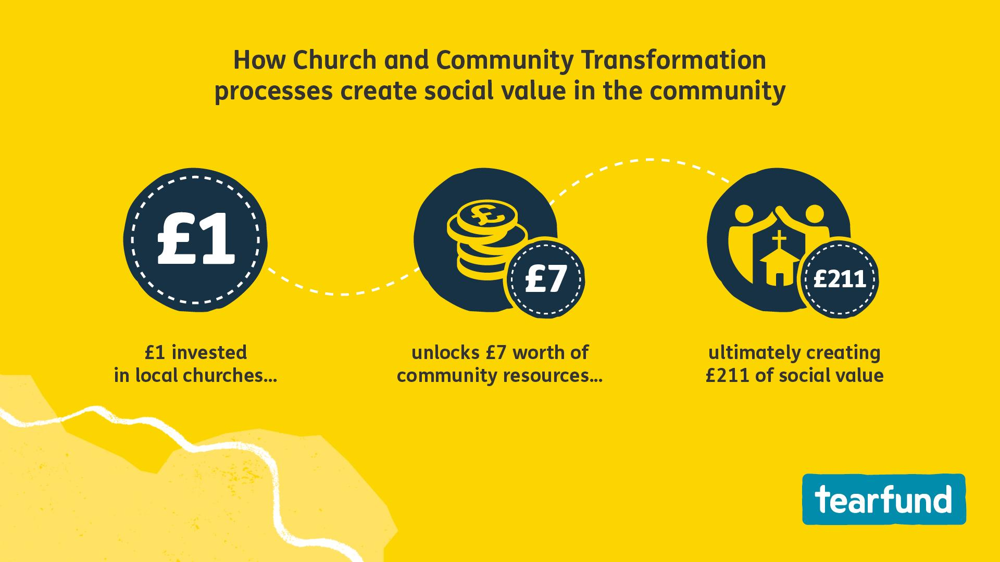 How Church and Community Transformation
processes create social value in the community
£1
£
£7
£211
£1 invested
in local churches...
unlocks £7 worth of
community resources...
ultimately creating
£211 of social value
tearfund